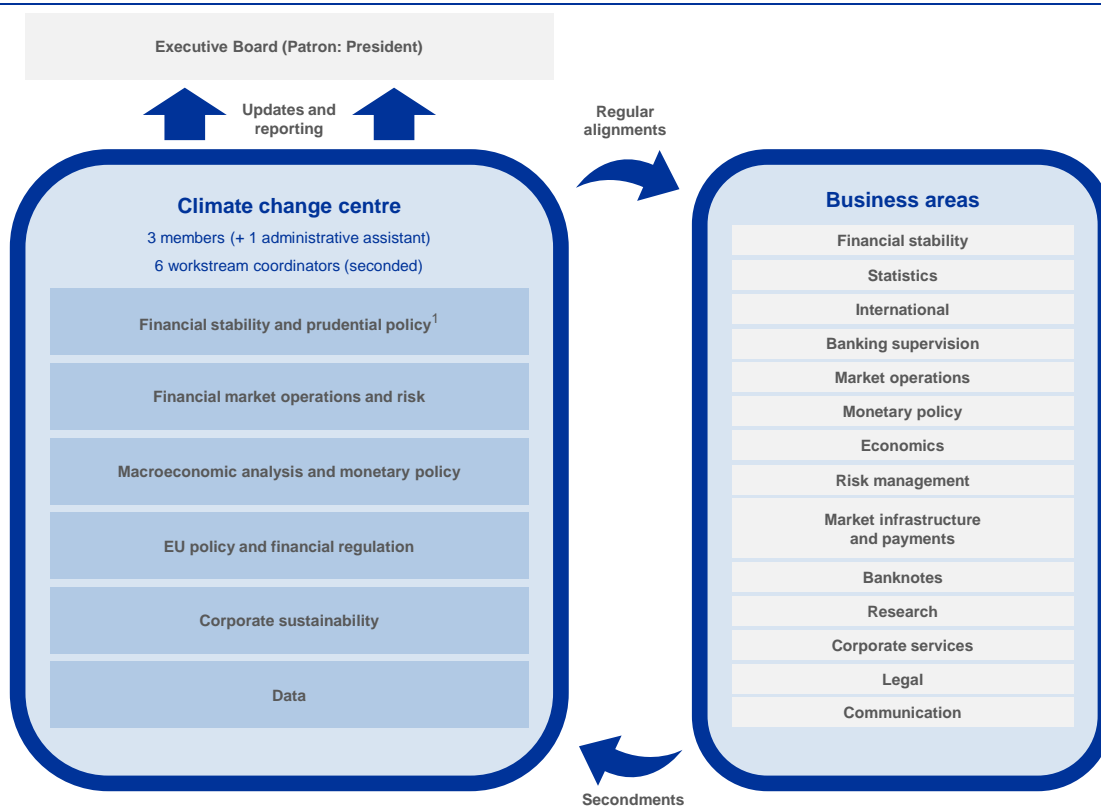 Executive Board (Patron: President)
Updates and
reporting
Regular
alignments
Climate change centre
3 members (+ 1 administrative assistant)
6 workstream coordinators (seconded)
Financial stability and prudential policy1
Financial market operations and risk
Macroeconomic analysis and monetary policy
EU policy and financial regulation
Corporate sustainability
Data
Business areas
Financial stability
Statistics
International
Banking supervision
Market operations
Monetary policy
Economics
Risk management
Market infrastructure
and payments
Banknotes
Research
Corporate services
Legal
Communication
Secondments